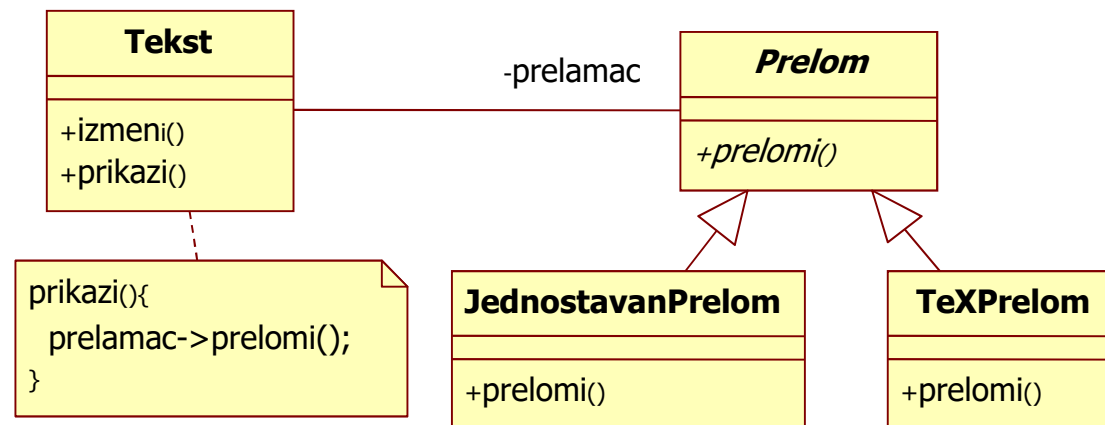 Tekst
+izmeni()
+prikazi()
-prelamac
Prelom
+prelomi()
prikazi(){
prelamac->prelomi();
}
JednostavanPrelom
+prelomi()
TeXPrelom
+prelomi()